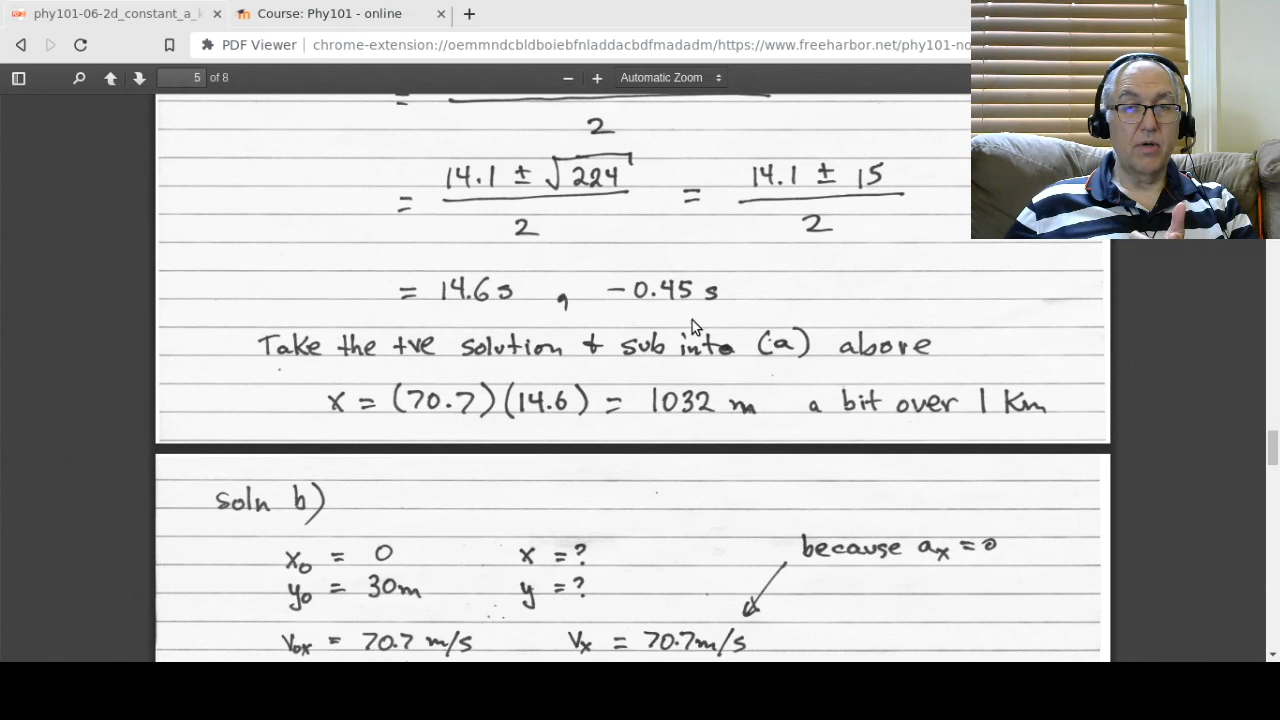 phy101-06-2d_constant_a_k
Course: Phy101 - online
PDF Viewer
chrome-extension://oemmndcbldboiebfnladdacbdfmadadm/https://www.freeharbor.net/phy101-no
5 of 8
Automatic Zoom
=
2
= 14.1 ± √224 / 2 = 14.1 ± 15 / 2
= 14.6 s , -0.45 s
Take the +ve solution + sub into (a) above
x = (70.7)(14.6) = 1032 m a bit over 1 Km
soln b)
x₀ = 0 x = ? because aₓ = 0
y₀ = 30m y = ?
v₀ₓ = 70.7 m/s vₓ = 70.7m/s